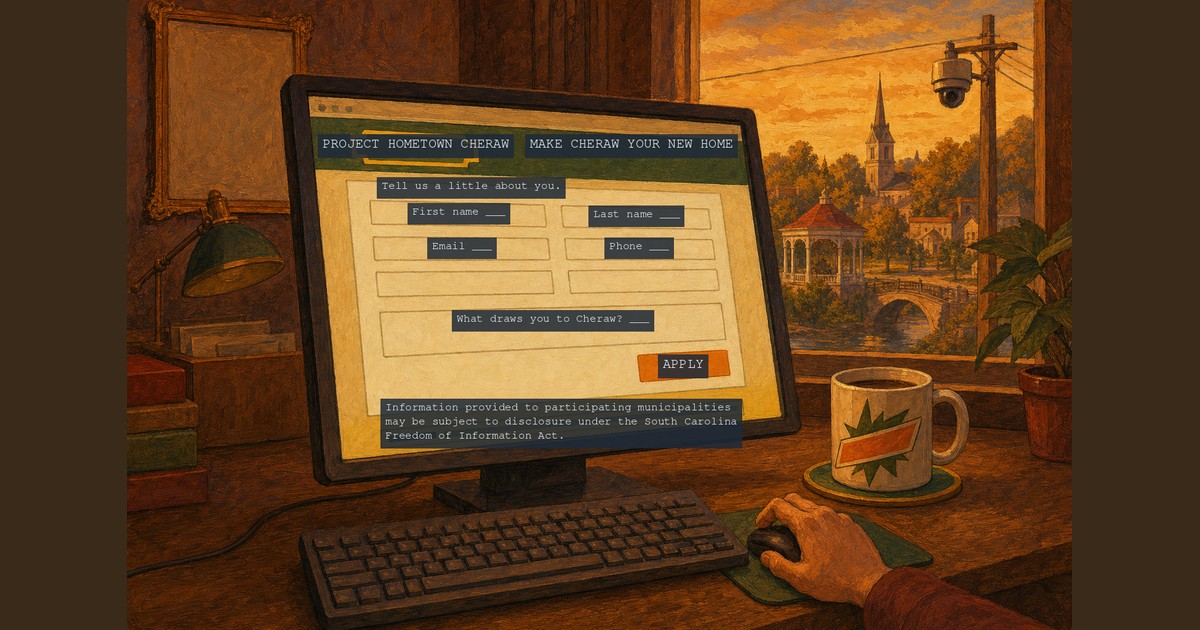 PROJECT HOMETOWN CHERAW MAKE CHERAW YOUR NEW HOME
Tell us a little about you.
First name ___ Last name ___
Email ___ Phone ___
What draws you to Cheraw? ___
APPLY
Information provided to participating municipalities
may be subject to disclosure under the South Carolina
Freedom of Information Act.